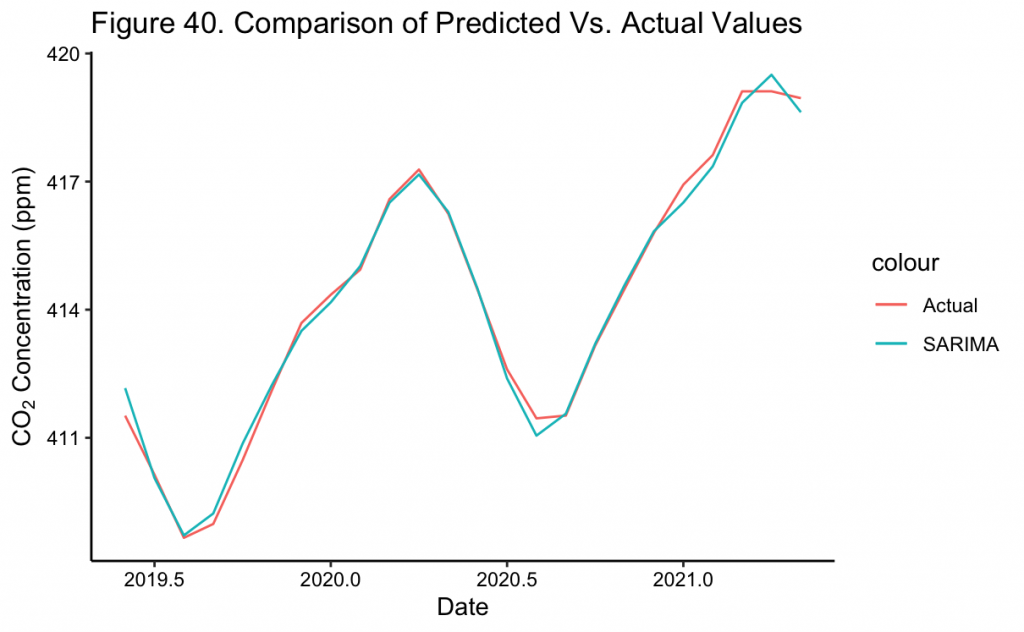 Figure 40. Comparison of Predicted Vs. Actual Values
420
417
414
411
CO₂ Concentration (ppm)
2019.5 2020.0 2020.5 2021.0
Date
colour
Actual
SARIMA